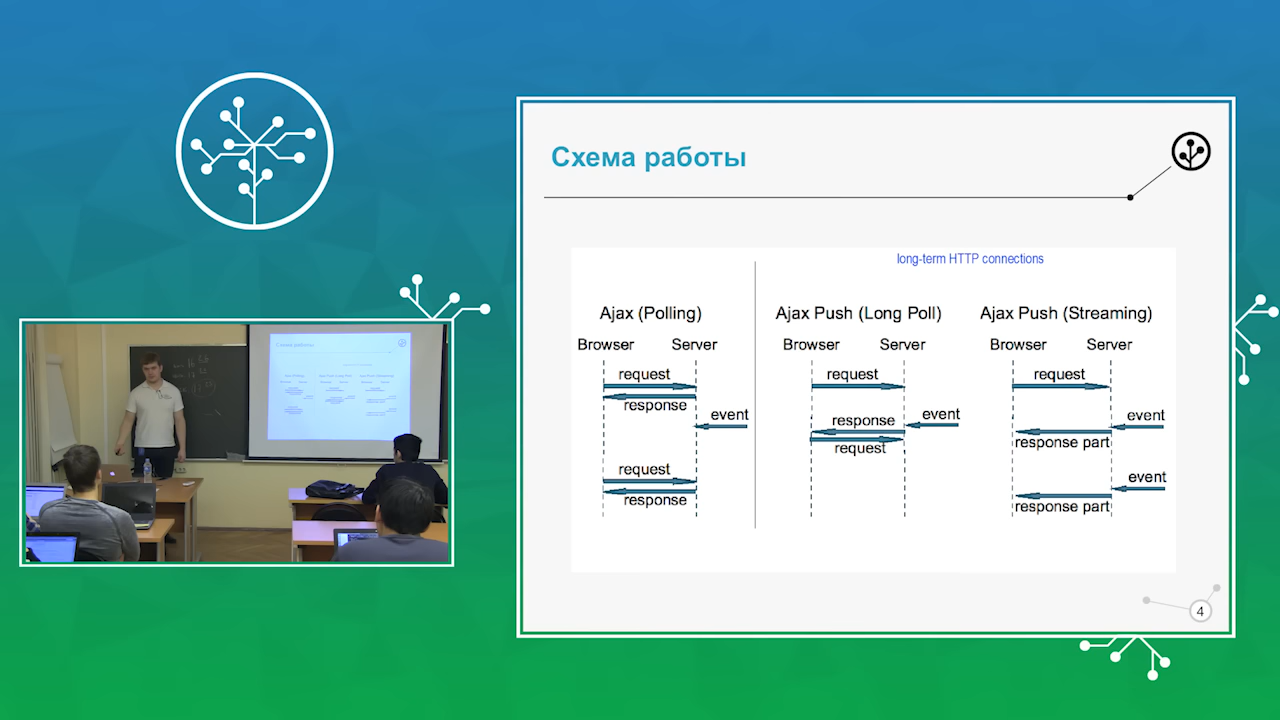 Схема работы
long-term HTTP connections
Ajax (Polling)
Browser Server
request
response
event
request
response
Ajax Push (Long Poll)
Browser Server
request
event
response
request
Ajax Push (Streaming)
Browser Server
request
event
response part
event
response part
4